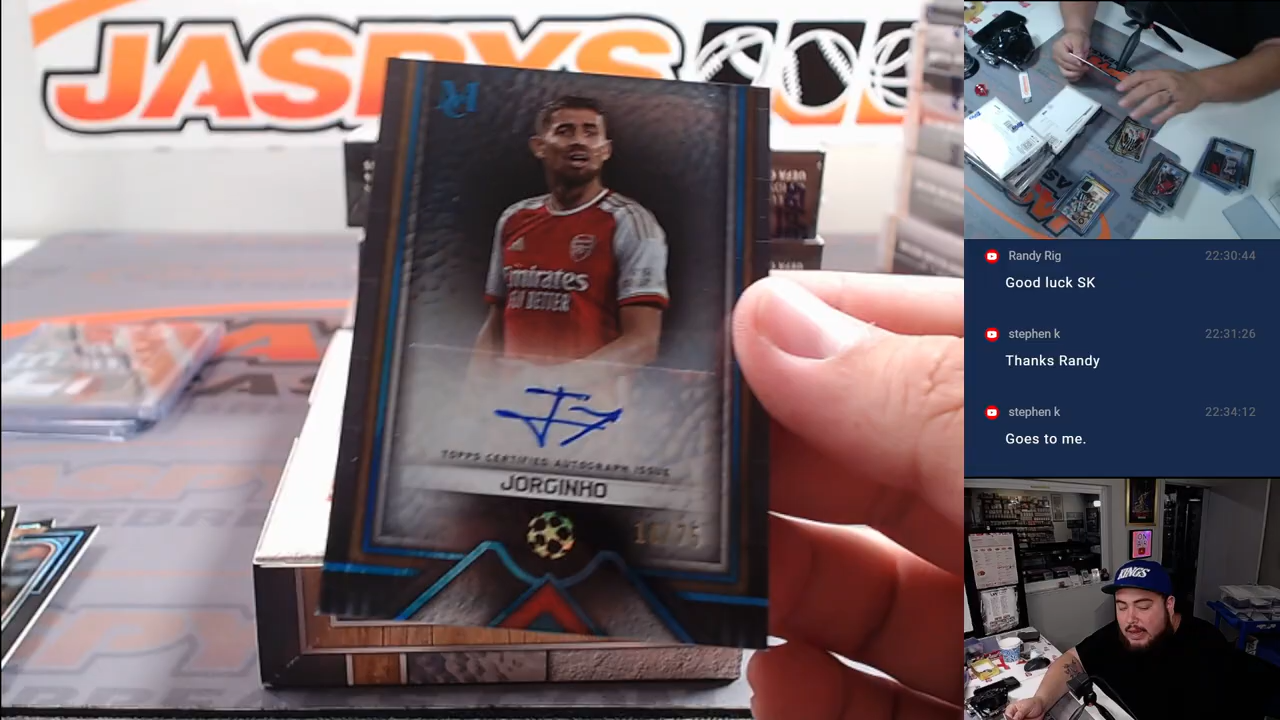 JASPYS
Emirates
FLY BETTER
TOPPS CERTIFIED AUTOGRAPH ISSUE
JORGINHO
Randy Rig 22:30:44
Good luck SK
stephen k 22:31:26
Thanks Randy
stephen k 22:34:12
Goes to me.
KINGS